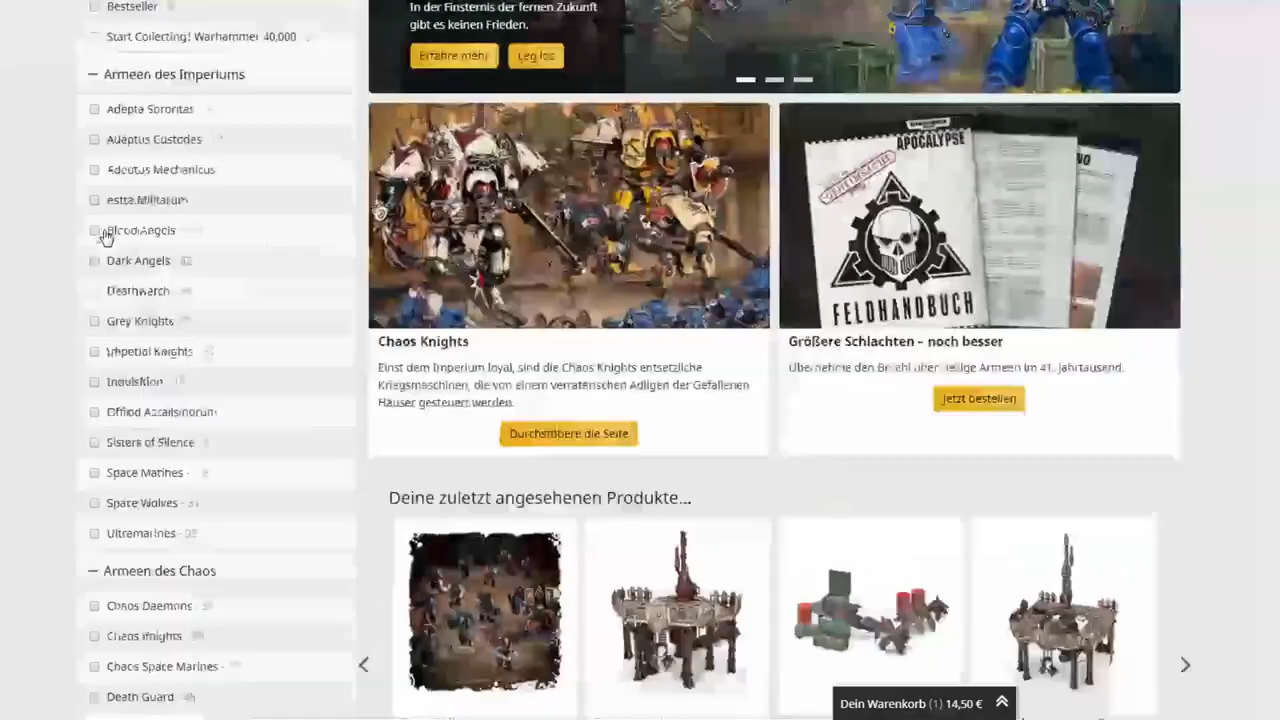 Bestseller
Start Collecting! Warhammer 40,000
Armeen des Imperiums
Adepta Sororitas
Adeptus Custodes
Adeptus Mechanicus
Blood Angels
Dark Angels
Deathwatch
Grey Knights
Imperial Knights
Inquisition
Officio Assassinorum
Sisters of Silence
Space Marines -
Space Wolves -
Ultramarines -
Armeen des Chaos
Chaos Daemons
Chaos Knights
Chaos Space Marines -
Death Guard
In der Finsternis der fernen Zukunft
gibt es keinen Frieden.
Erfahre mehr
Leg los
Chaos Knights
Einst dem Imperium loyal, sind die Chaos Knights entsetzliche
Kriegsmaschinen, die von einem verräterischen Adligen der Gefallenen
Häuser gesteuert werden.
Durchstöbere die Seite
APOCALYPSE
FELDHANDBUCH
Größere Schlachten – noch besser
Übernehme den Befehl über riesige Armeen im 41. Jahrtausend.
Jetzt bestellen
Deine zuletzt angesehenen Produkte...
Dein Warenkorb (1) 14,50 €